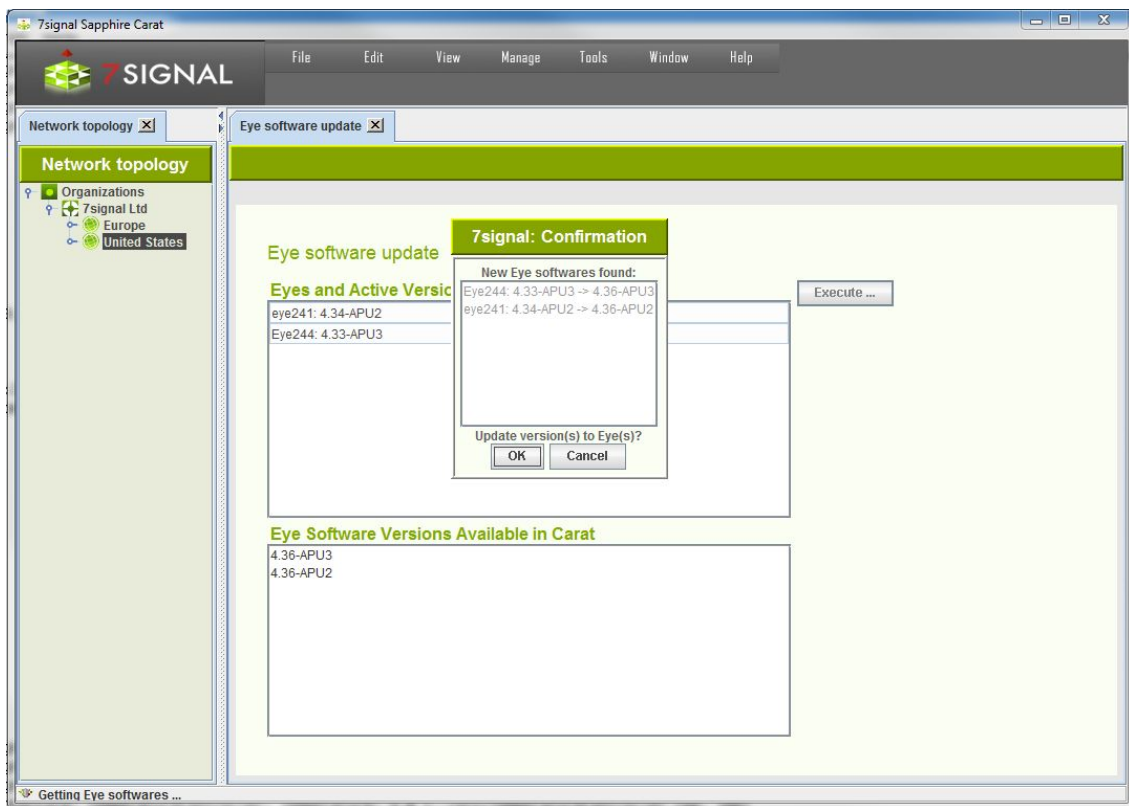 7signal Sapphire Carat
7SIGNAL
File Edit View Manage Tools Window Help
Network topology
Eye software update
Network topology
Organizations
7signal Ltd
Europe
United States
Eye software update
Eyes and Active Versio
eye241: 4.34-APU2
Eye244: 4.33-APU3
Execute ...
7signal: Confirmation
New Eye softwares found:
Eye244: 4.33-APU3 -> 4.36-APU3
eye241: 4.34-APU2 -> 4.36-APU2
Update version(s) to Eye(s)?
OK Cancel
Eye Software Versions Available in Carat
4.36-APU3
4.36-APU2
Getting Eye softwares ...